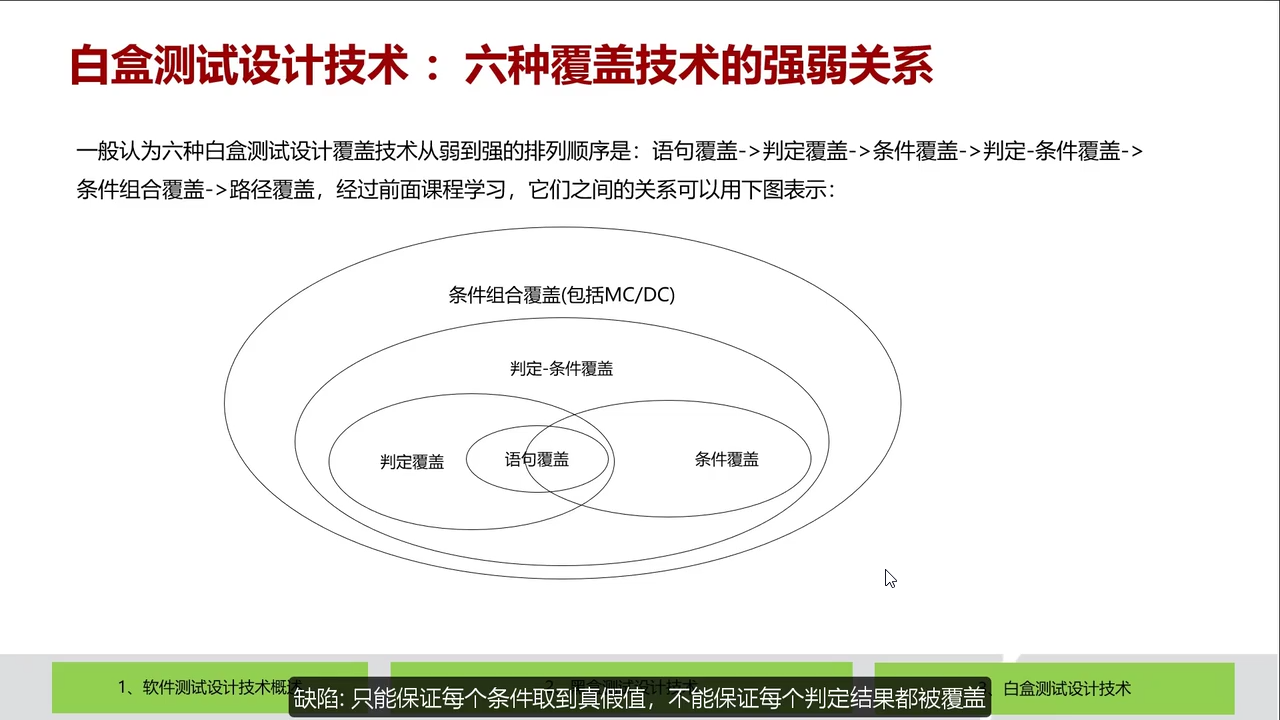 白盒测试设计技术 ：六种覆盖技术的强弱关系
一般认为六种白盒测试设计覆盖技术从弱到强的排列顺序是：语句覆盖->判定覆盖->条件覆盖->判定-条件覆盖->
条件组合覆盖->路径覆盖，经过前面课程学习，它们之间的关系可以用下图表示：
条件组合覆盖(包括MC/DC)
判定-条件覆盖
判定覆盖
语句覆盖
条件覆盖
1、软件测试设计技术概述
、白盒测试设计技术
缺陷: 只能保证每个条件取到真假值，不能保证每个判定结果都被覆盖